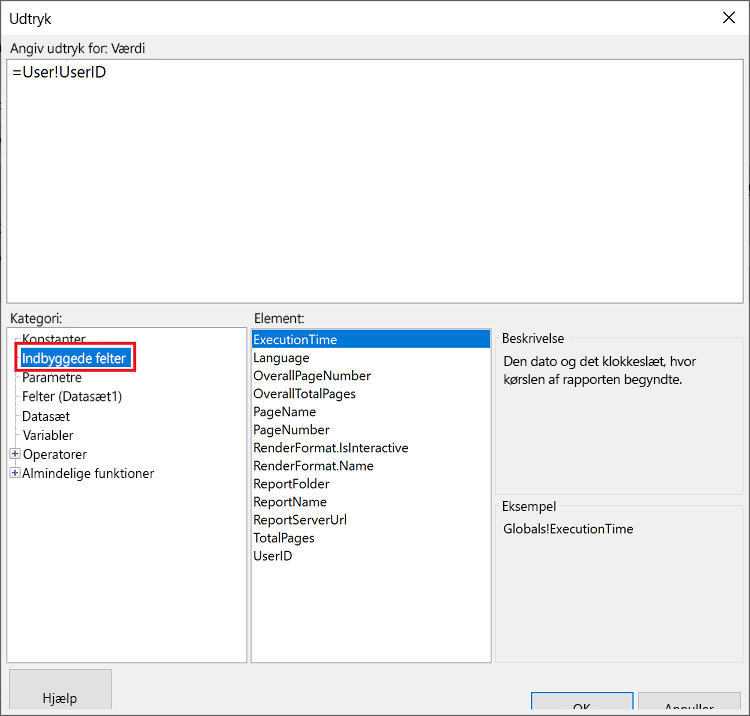 Udtryk
Angiv udtryk for: Værdi
=User!UserID
Kategori:
Konstanter
Indbyggede felter
Parametre
Felter (Datasæt1)
Datasæt
Variabler
Operatorer
Almindelige funktioner
Element:
ExecutionTime
Language
OverallPageNumber
OverallTotalPages
PageName
PageNumber
RenderFormat.IsInteractive
RenderFormat.Name
ReportFolder
ReportName
ReportServerUrl
TotalPages
UserID
Beskrivelse
Den dato og det klokkeslæt, hvor
kørslen af rapporten begyndte.
Eksempel
Globals!ExecutionTime
Hjælp
OK
Annuller